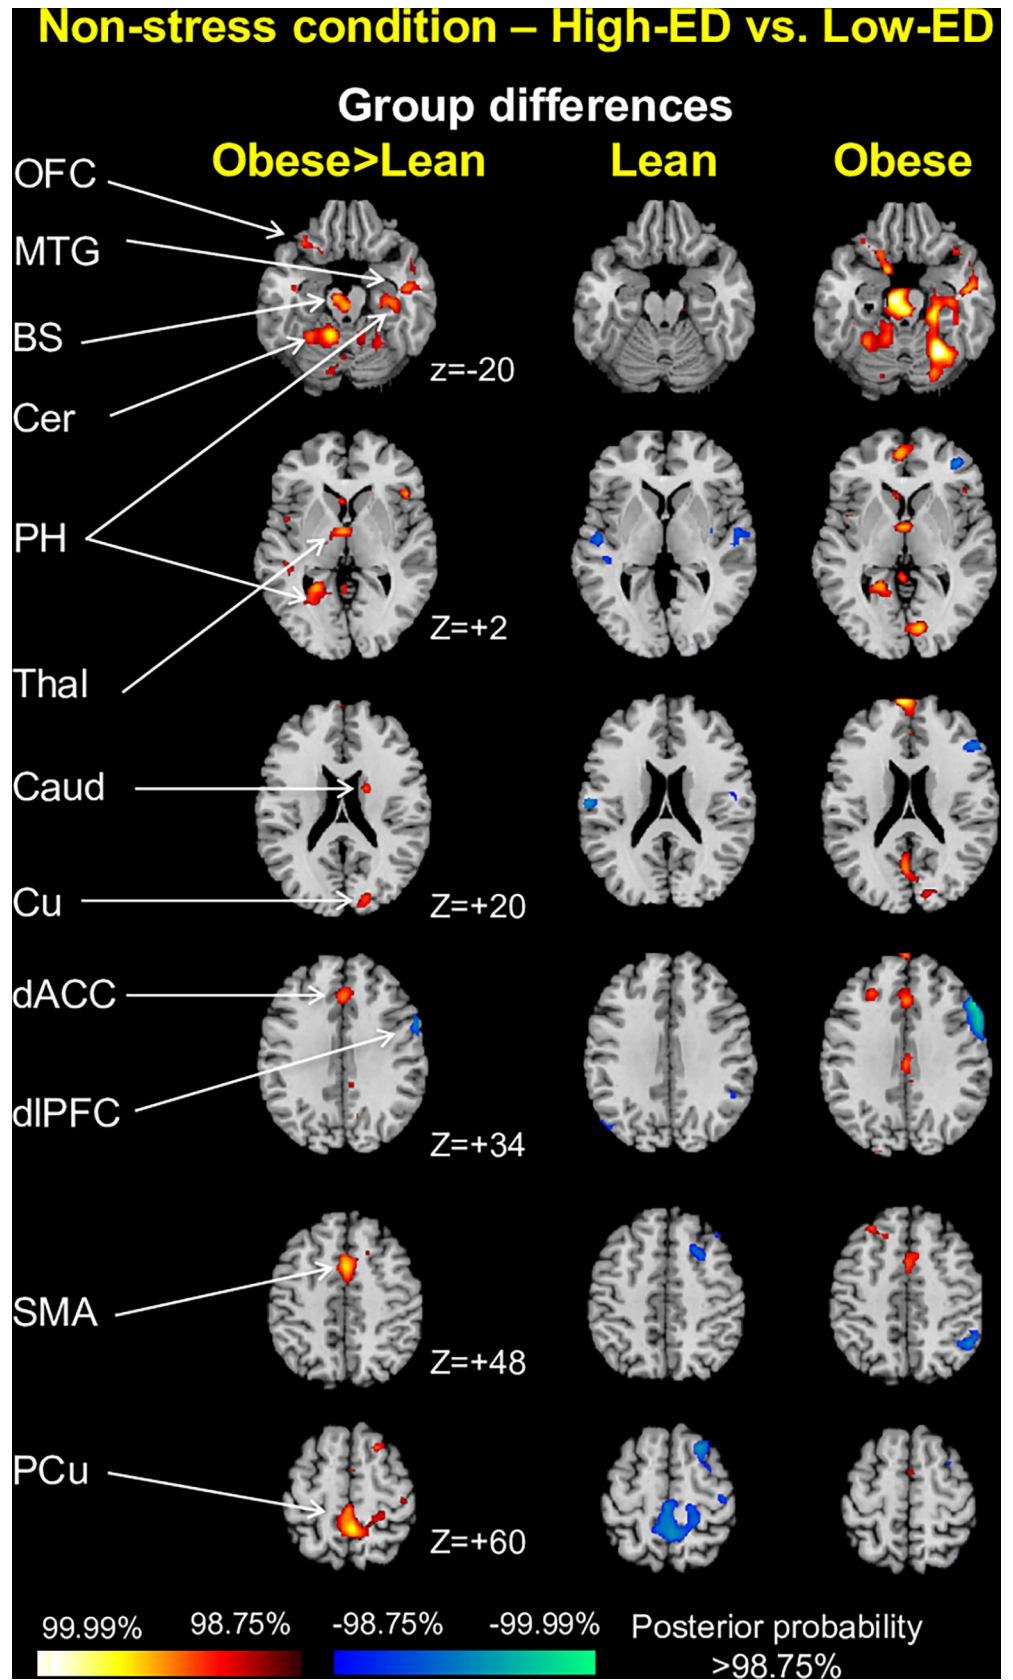 Non-stress condition – High-ED vs. Low-ED
Group differences
Obese>Lean Lean Obese
OFC
MTG
BS
z=-20
Cer
PH
Z=+2
Thal
Caud
Cu
Z=+20
dACC
dlPFC
Z=+34
SMA
Z=+48
PCu
Z=+60
99.99% 98.75% -98.75% -99.99% Posterior probability
>98.75%